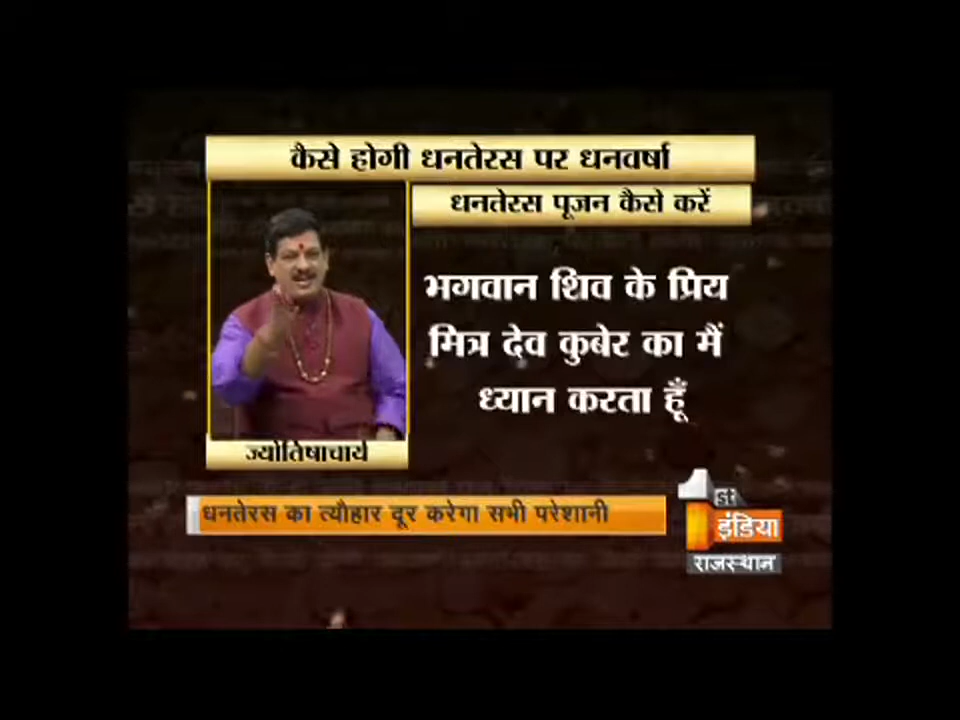 कैसे होगी धनतेरस पर धनवर्षा
धनतेरस पूजन कैसे करें
भगवान शिव के प्रिय
मित्र देव कुबेर का मैं
ध्यान करता हूँ
ज्योतिषाचार्य
धनतेरस का त्यौहार दूर करेगा सभी परेशानी
1st
इंडिया
राजस्थान